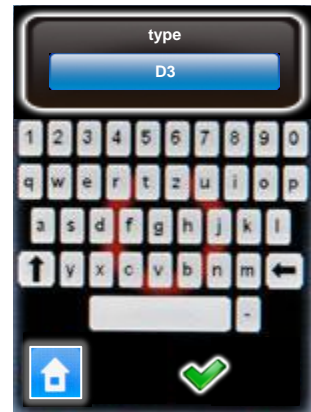 type
D3
1 2 3 4 5 6 7 8 9 0
q w e r t z u i o p
a s d f g h j k l
y x c v b n m
-